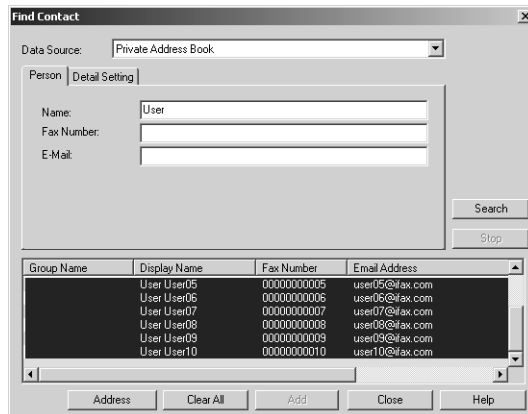 Find Contact
Data Source: Private Address Book
Person Detail Setting
Name: User
Fax Number:
E-Mail:
Search
Stop
Group Name Display Name Fax Number Email Address
User User05 00000000005 user05@ifax.com
User User06 00000000006 user06@ifax.com
User User07 00000000007 user07@ifax.com
User User08 00000000008 user08@ifax.com
User User09 00000000009 user09@ifax.com
User User10 00000000010 user10@ifax.com
Address Clear All Add Close Help